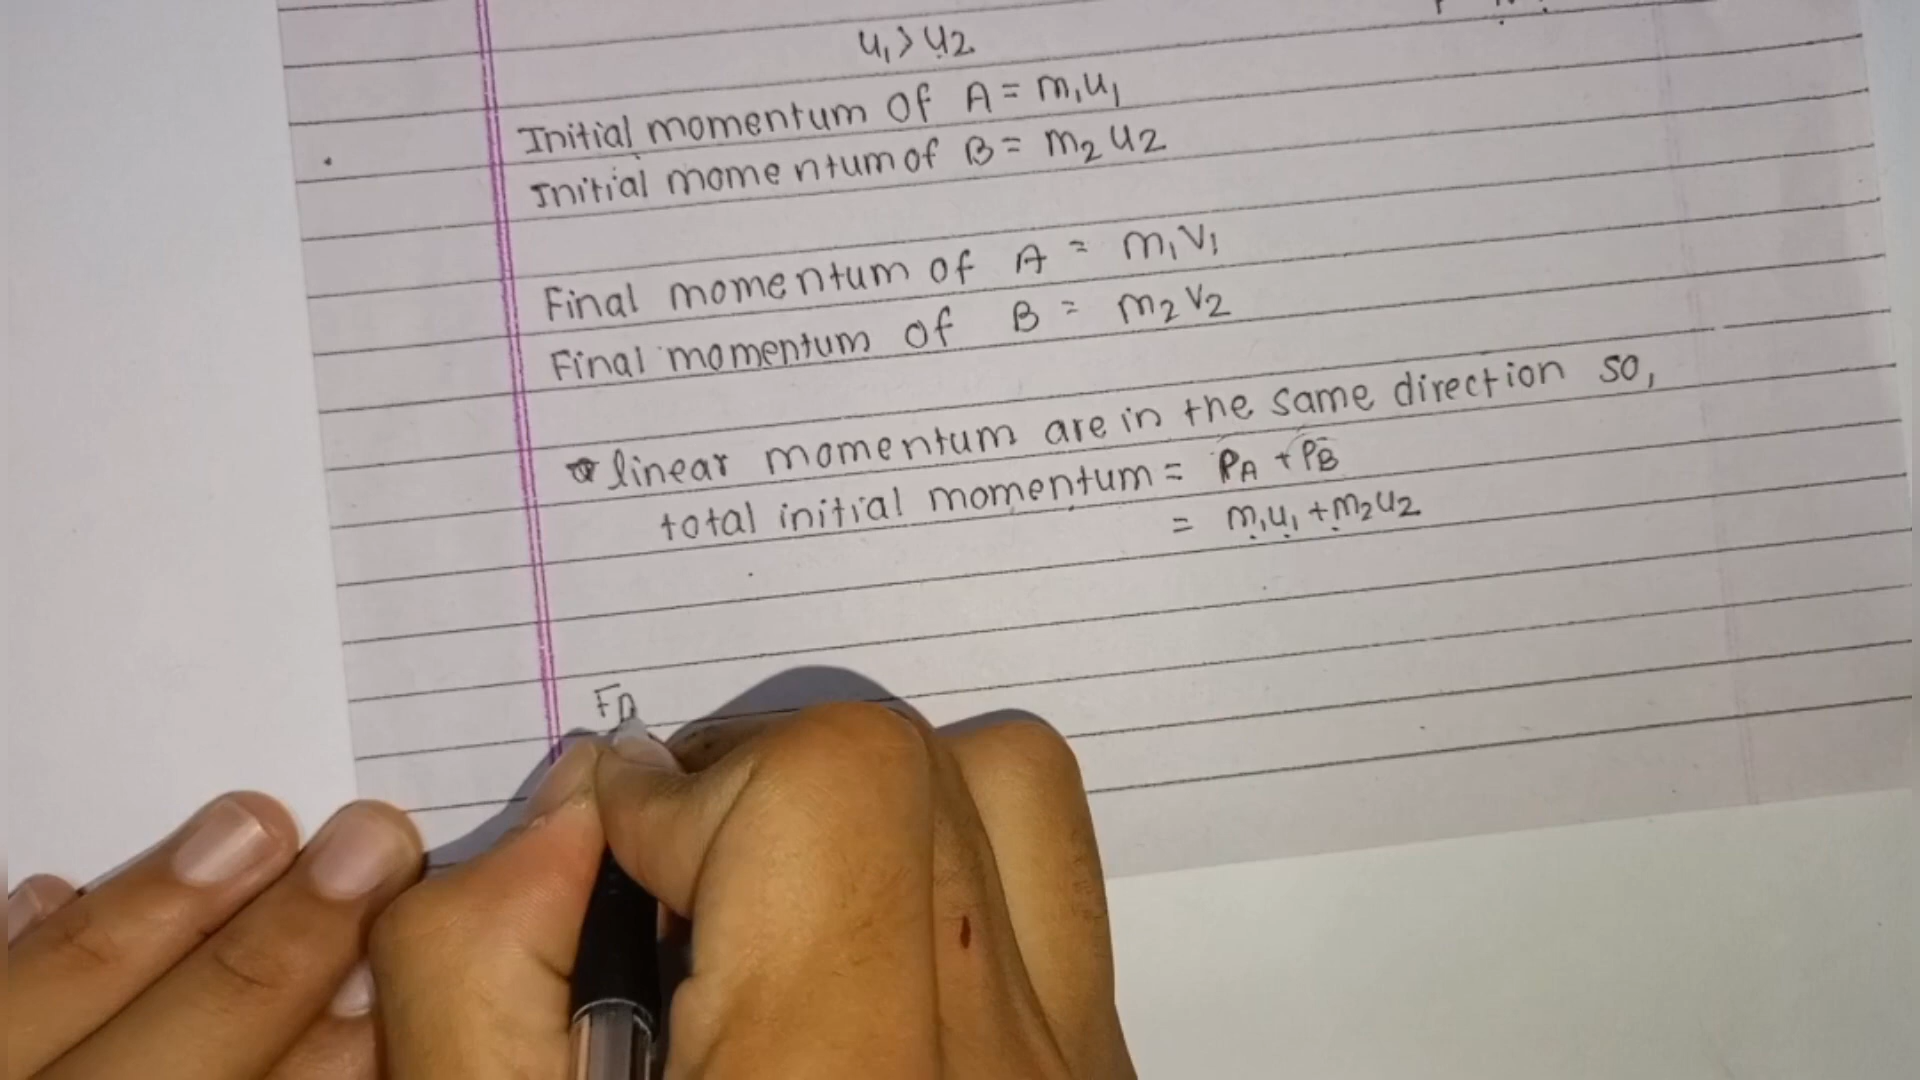 u₁ > u₂
Initial momentum of A = m₁u₁
Initial momentum of B = m₂u₂
Final momentum of A = m₁v₁
Final momentum of B = m₂v₂
linear momentum are in the same direction so,
total initial momentum = PA + PB
= m₁u₁ + m₂u₂